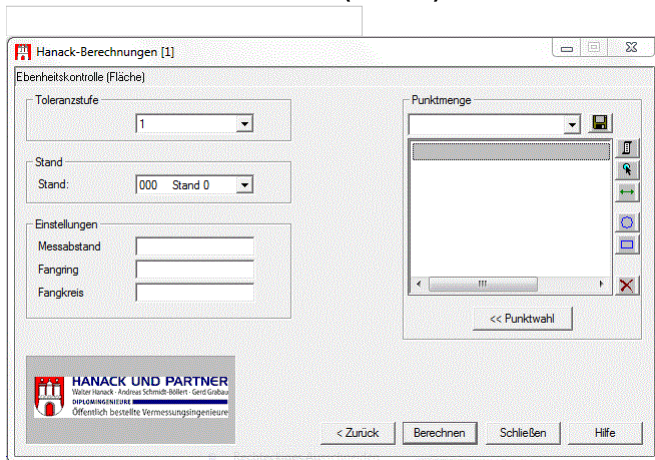 Hanack-Berechnungen [1]
Ebenheitskontrolle (Fläche)
Toleranzstufe
1
Stand
Stand:
000 Stand 0
Einstellungen
Messabstand
Fangring
Fangkreis
Punktmenge
<< Punktwahl
HANACK UND PARTNER
Walter Hanack · Andreas Schmidt-Böllert · Gerd Grabau
DIPLOMINGENIEURE
Öffentlich bestellte Vermessungsingenieure
< Zurück
Berechnen
Schließen
Hilfe